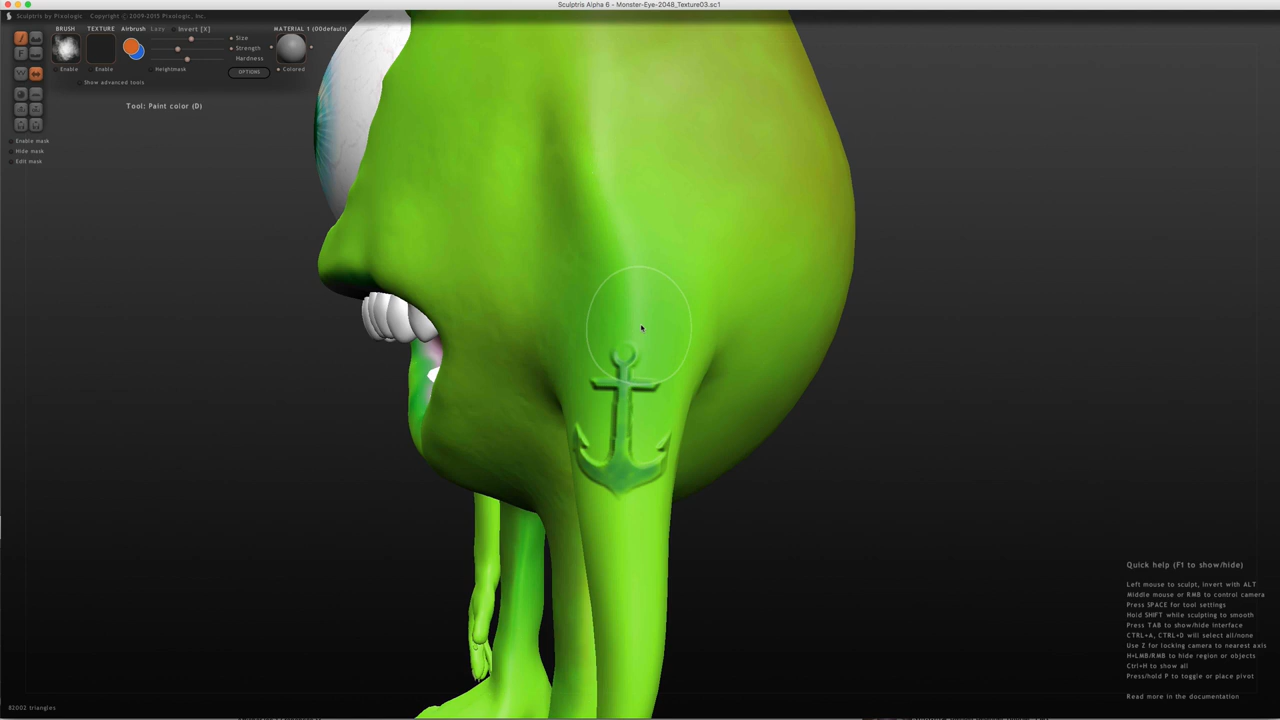 Sculptris Alpha 6 - Monster-Eye-2048_Texture03.sc1
Sculptris by Pixologic Copyright ©2009-2015 Pixologic, Inc.
BRUSH TEXTURE Airbrush Lazy Invert [X] MATERIAL 1 (00default)
Size
Strength
Hardness
Enable Enable Heightmask OPTIONS Colored
Show advanced tools
Tool: Paint color (D)
Enable mask
Hide mask
Edit mask
Quick help (F1 to show/hide)
Left mouse to sculpt, invert with ALT
Middle mouse or RMB to control camera
Press SPACE for tool settings
Hold SHIFT while sculpting to smooth
Press TAB to show/hide interface
CTRL+A, CTRL+D will select all/none
Use Z for locking camera to nearest axis
H+LMB/RMB to hide region or objects
Ctrl+H to show all
Press/hold P to toggle or place pivot
Read more in the documentation
82002 triangles